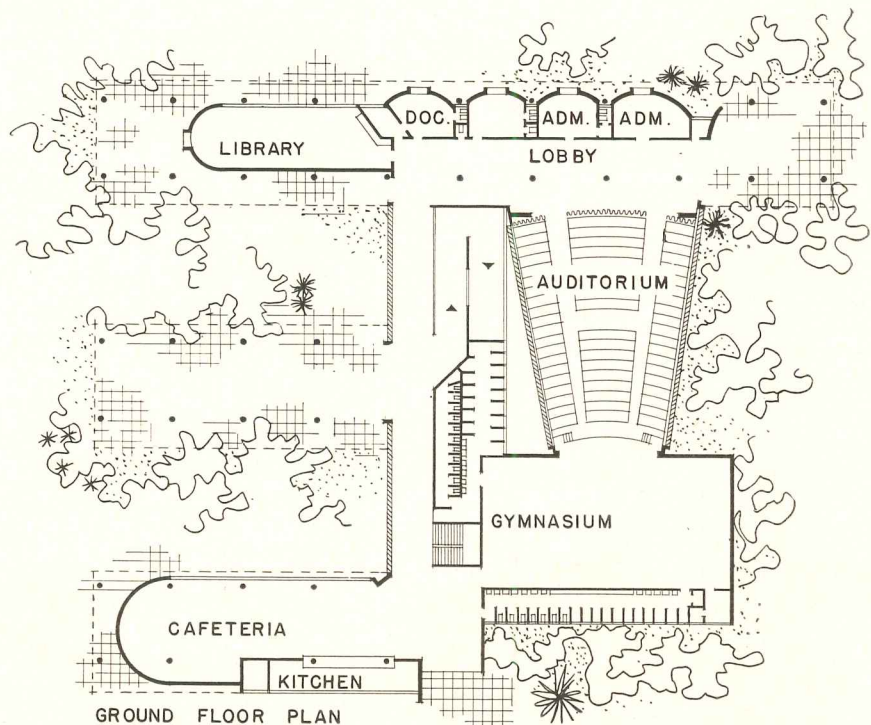 DOC.
ADM.
ADM.
LIBRARY
LOBBY
AUDITORIUM
GYMNASIUM
CAFETERIA
KITCHEN
GROUND FLOOR PLAN